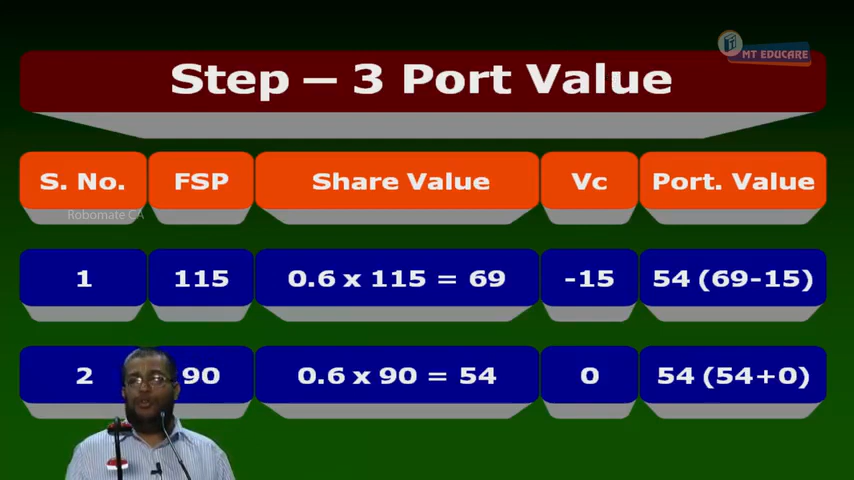 MT EDUCARE
Step – 3 Port Value
S. No. FSP Share Value Vc Port. Value
Robomate CA
1 115 0.6 x 115 = 69 -15 54 (69-15)
2 90 0.6 x 90 = 54 0 54 (54+0)